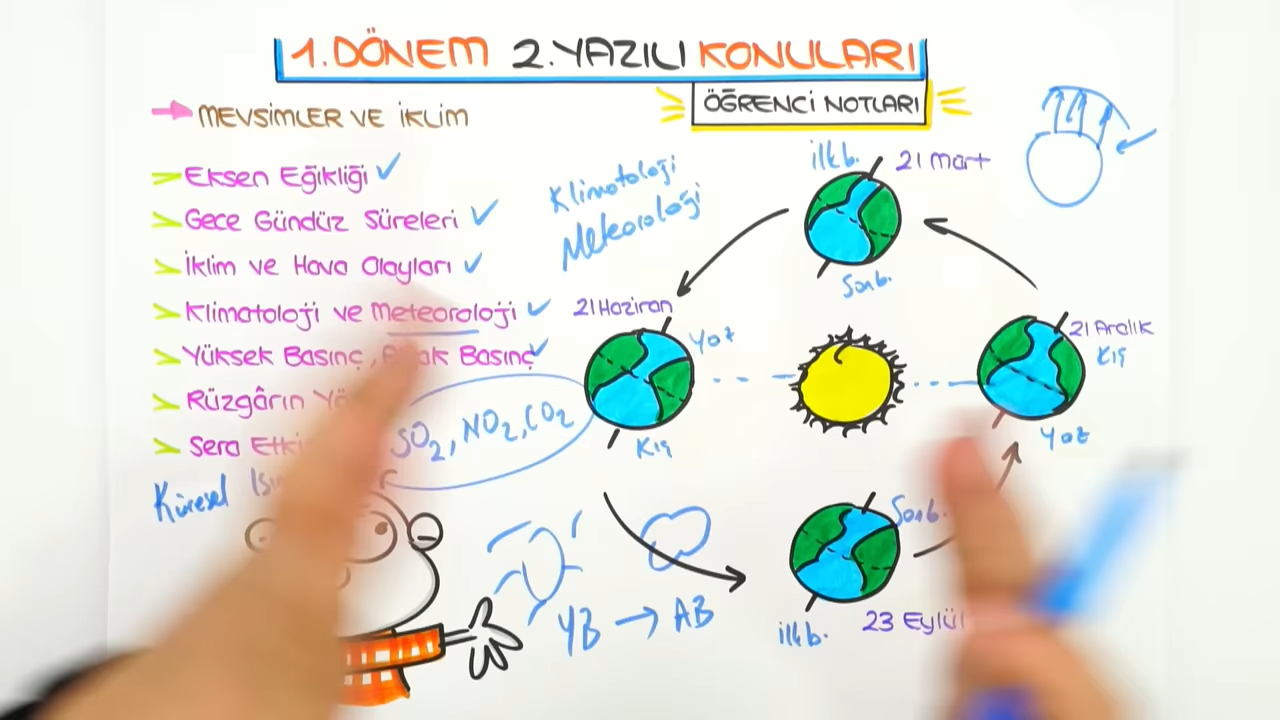 1.DÖNEM 2.YAZILI KONULARI
ÖĞRENCİ NOTLARI
MEVSİMLER VE İKLİM
Eksen Eğikliği
Gece Gündüz Süreleri
İklim ve Hava Olayları
Klimatoloji ve Meteoroloji
Yüksek Basınç, Basınç
Rüzgârın
Sera
Küresel
Klimatoloji
Meteoroloji
SO2, NO2, CO2
YB → AB
ilkb.
21 Mart
Sonb.
21 Haziran
Yaz
Kış
21 Aralık
Kış
Yaz
Sonb.
ilkb.
23 Eylül